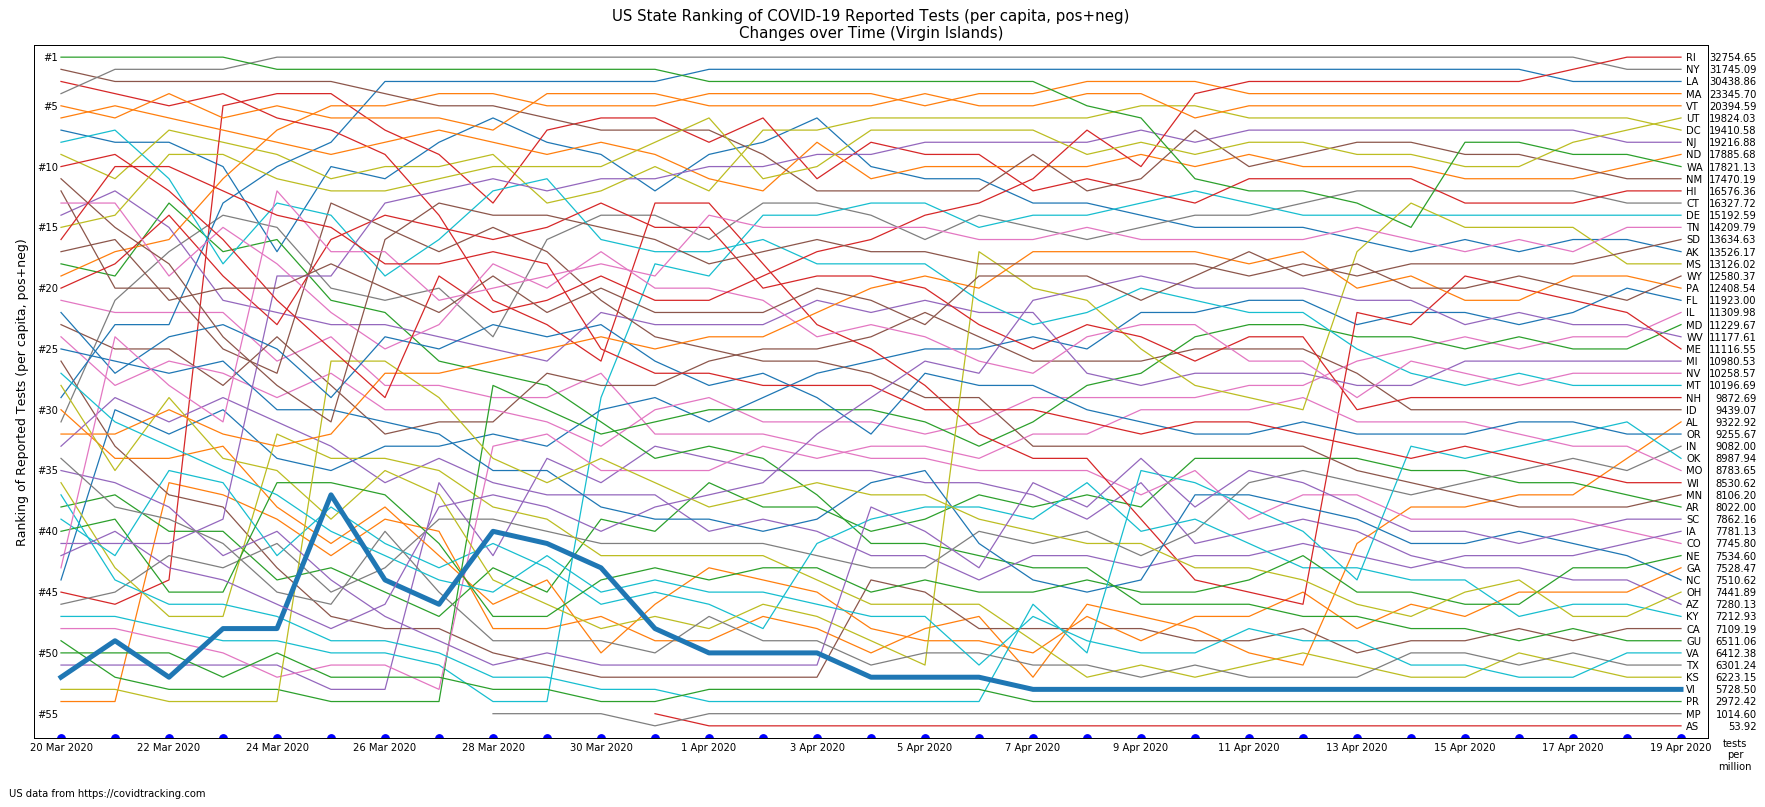 US State Ranking of COVID-19 Reported Tests (per capita, pos+neg)
Changes over Time (Virgin Islands)
Ranking of Reported Tests (per capita, pos+neg)
#1
#5
#10
#15
#20
#25
#30
#35
#40
#45
#50
#55
RI 32754.65
NY 31745.09
LA 30438.86
MA 23345.70
VT 20394.59
UT 19824.03
DC 19410.58
NJ 19216.88
ND 17885.68
WA 17821.13
NM 17470.19
HI 16576.36
CT 16327.72
DE 15192.59
TN 14209.79
SD 13634.63
AK 13526.17
MS 13126.02
WY 12580.37
PA 12408.54
FL 11923.00
IL 11309.98
MD 11229.67
WV 11177.61
ME 11116.55
MI 10980.53
NV 10258.57
MT 10196.69
NH 9872.69
ID 9439.07
AL 9322.92
OR 9255.67
IN 9082.00
OK 8987.94
MO 8783.65
WI 8530.62
MN 8106.20
AR 8022.00
SC 7862.16
IA 7781.13
CO 7745.80
NE 7534.60
GA 7528.47
NC 7510.62
OH 7441.89
AZ 7280.13
KY 7212.93
CA 7109.19
GU 6511.06
VA 6412.38
TX 6301.24
KS 6223.15
VI 5728.50
PR 2972.42
MP 1014.60
AS 53.92
20 Mar 2020 22 Mar 2020 24 Mar 2020 26 Mar 2020 28 Mar 2020 30 Mar 2020 1 Apr 2020 3 Apr 2020 5 Apr 2020 7 Apr 2020 9 Apr 2020 11 Apr 2020 13 Apr 2020 15 Apr 2020 17 Apr 2020 19 Apr 2020
tests
per
million
US data from https://covidtracking.com